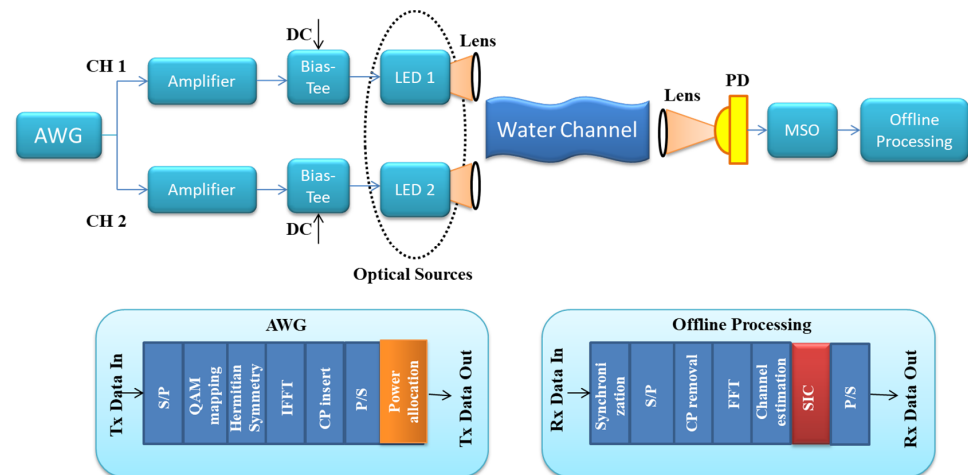 DC
Lens
CH 1
Amplifier
Bias-
Tee
LED 1
AWG
Water Channel
Lens
PD
MSO
Offline
Processing
CH 2
Amplifier
Bias-
Tee
LED 2
DC
Optical Sources
AWG
Tx Data In
S/P
QAM
mapping
Hermitian
Symmetry
IFFT
CP insert
P/S
Power
allocation
Tx Data Out
Offline Processing
Rx Data In
Synchroni
zation
S/P
CP removal
FFT
Channel
estimation
SIC
P/S
Rx Data Out